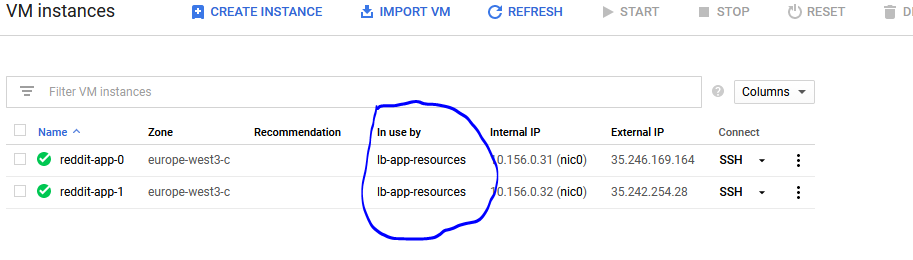 VM instances CREATE INSTANCE IMPORT VM REFRESH START STOP RESET
Filter VM instances Columns
Name Zone Recommendation In use by Internal IP External IP Connect
reddit-app-0 europe-west3-c lb-app-resources 10.156.0.31 (nic0) 35.246.169.164 SSH
reddit-app-1 europe-west3-c lb-app-resources 10.156.0.32 (nic0) 35.242.254.28 SSH